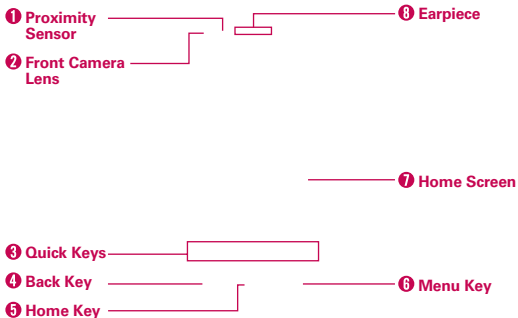 ❶ Proximity
Sensor
❷ Front Camera
Lens
❸ Quick Keys
❹ Back Key
❺ Home Key
❻ Menu Key
❼ Home Screen
❽ Earpiece